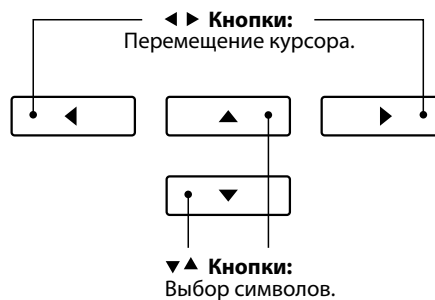 ◀ ▶ Кнопки:
Перемещение курсора.
▼▲ Кнопки:
Выбор символов.